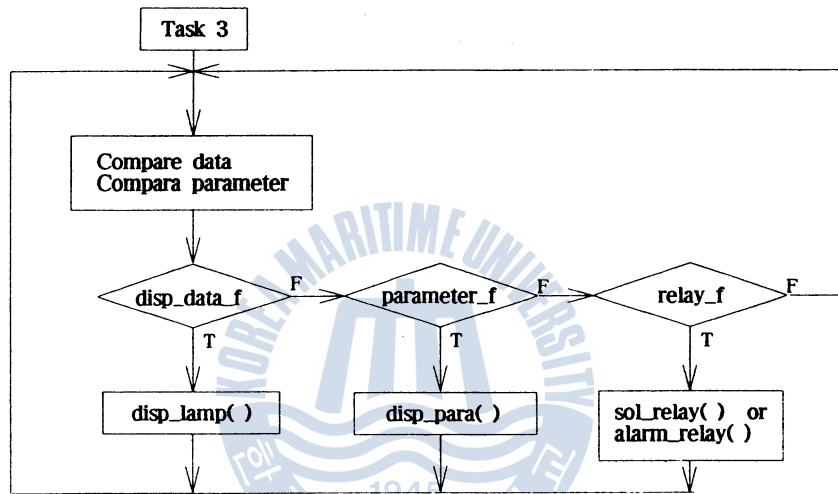 Task 3
Compare data
Compara parameter
disp_data_f
F
parameter_f
F
relay_f
F
T
T
T
disp_lamp( )
disp_para( )
sol_relay( ) or
alarm_relay( )
KOREA MARITIME UNIVERSITY
1945